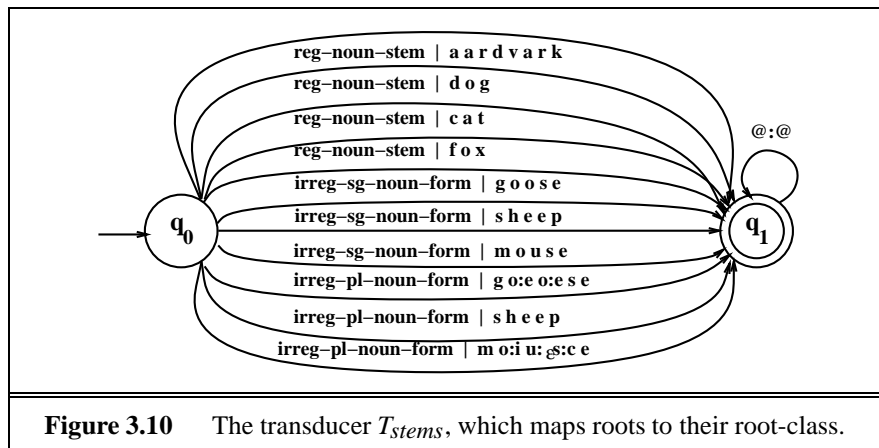 reg–noun–stem | a a r d v a r k
reg–noun–stem | d o g
reg–noun–stem | c a t
@:@
reg–noun–stem | f o x
irreg–sg–noun–form | g o o s e
irreg–sg–noun–form | s h e e p
q0
q1
irreg–sg–noun–form | m o u s e
irreg–pl–noun–form | g o:e o:e s e
irreg–pl–noun–form | s h e e p
irreg–pl–noun–form | m o:i u:ε s:c e
Figure 3.10 The transducer Tstems, which maps roots to their root-class.